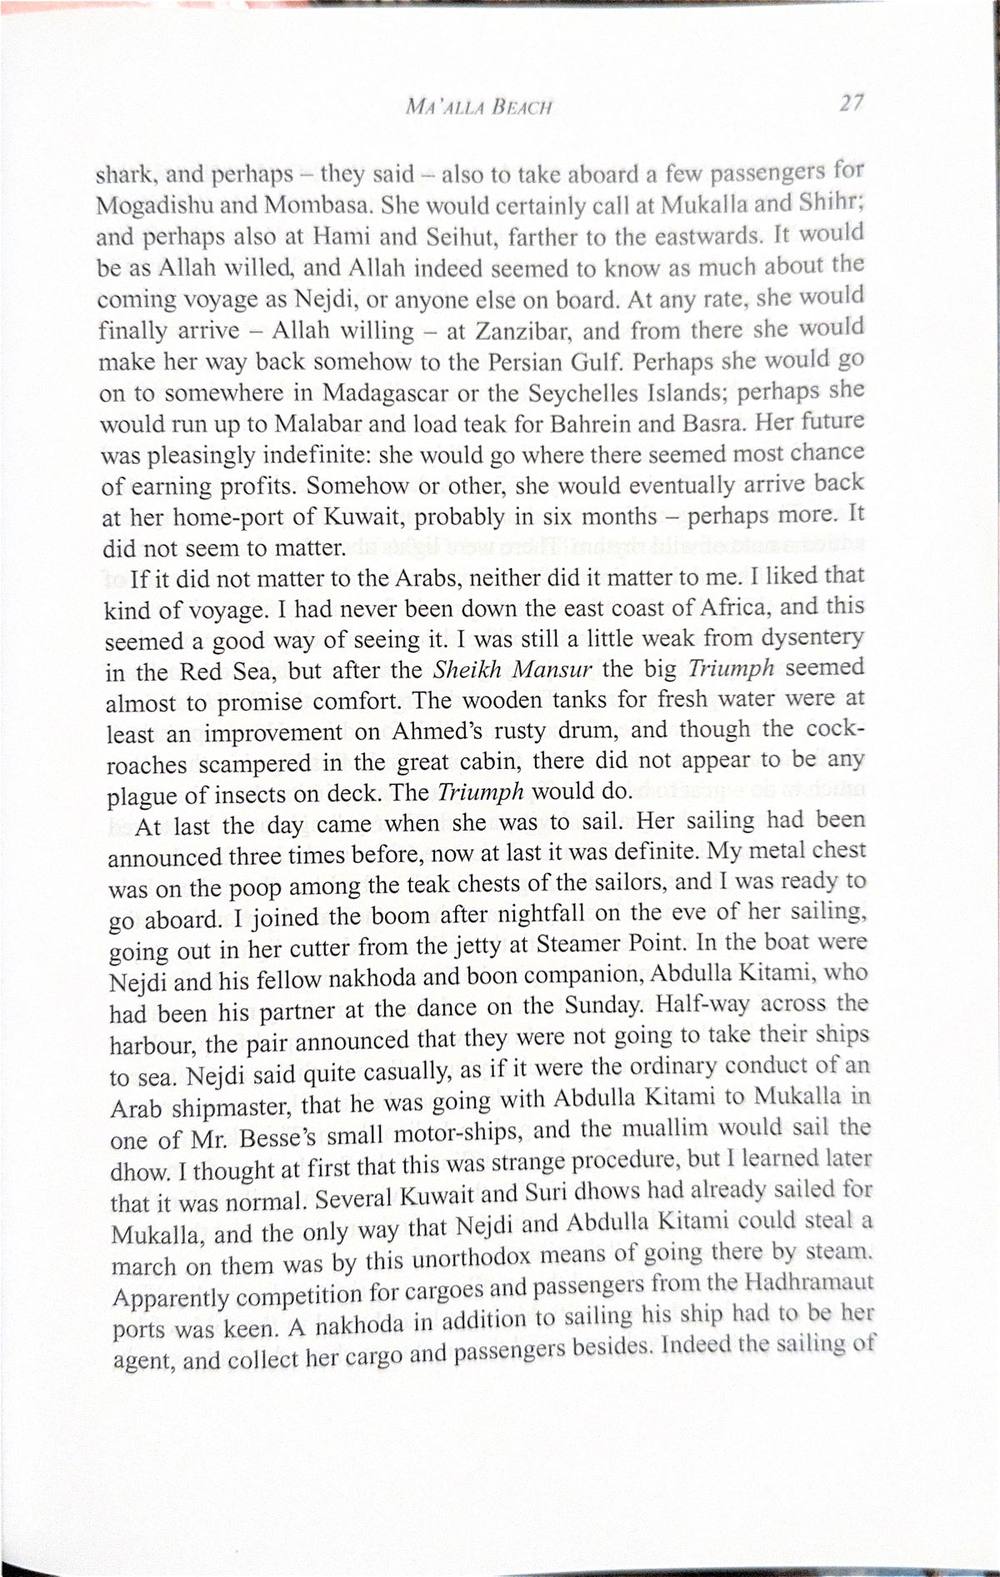 MA'ALLA BEACH 27
shark, and perhaps – they said – also to take aboard a few passengers for
Mogadishu and Mombasa. She would certainly call at Mukalla and Shihr;
and perhaps also at Hami and Seihut, farther to the eastwards. It would
be as Allah willed, and Allah indeed seemed to know as much about the
coming voyage as Nejdi, or anyone else on board. At any rate, she would
finally arrive – Allah willing – at Zanzibar, and from there she would
make her way back somehow to the Persian Gulf. Perhaps she would go
on to somewhere in Madagascar or the Seychelles Islands; perhaps she
would run up to Malabar and load teak for Bahrein and Basra. Her future
was pleasingly indefinite: she would go where there seemed most chance
of earning profits. Somehow or other, she would eventually arrive back
at her home-port of Kuwait, probably in six months – perhaps more. It
did not seem to matter.
If it did not matter to the Arabs, neither did it matter to me. I liked that
kind of voyage. I had never been down the east coast of Africa, and this
seemed a good way of seeing it. I was still a little weak from dysentery
in the Red Sea, but after the Sheikh Mansur the big Triumph seemed
almost to promise comfort. The wooden tanks for fresh water were at
least an improvement on Ahmed's rusty drum, and though the cock-
roaches scampered in the great cabin, there did not appear to be any
plague of insects on deck. The Triumph would do.
At last the day came when she was to sail. Her sailing had been
announced three times before, now at last it was definite. My metal chest
was on the poop among the teak chests of the sailors, and I was ready to
go aboard. I joined the boom after nightfall on the eve of her sailing,
going out in her cutter from the jetty at Steamer Point. In the boat were
Nejdi and his fellow nakhoda and boon companion, Abdulla Kitami, who
had been his partner at the dance on the Sunday. Half-way across the
harbour, the pair announced that they were not going to take their ships
to sea. Nejdi said quite casually, as if it were the ordinary conduct of an
Arab shipmaster, that he was going with Abdulla Kitami to Mukalla in
one of Mr. Besse's small motor-ships, and the muallim would sail the
dhow. I thought at first that this was strange procedure, but I learned later
that it was normal. Several Kuwait and Suri dhows had already sailed for
Mukalla, and the only way that Nejdi and Abdulla Kitami could steal a
march on them was by this unorthodox means of going there by steam.
Apparently competition for cargoes and passengers from the Hadhramaut
ports was keen. A nakhoda in addition to sailing his ship had to be her
agent, and collect her cargo and passengers besides. Indeed the sailing of